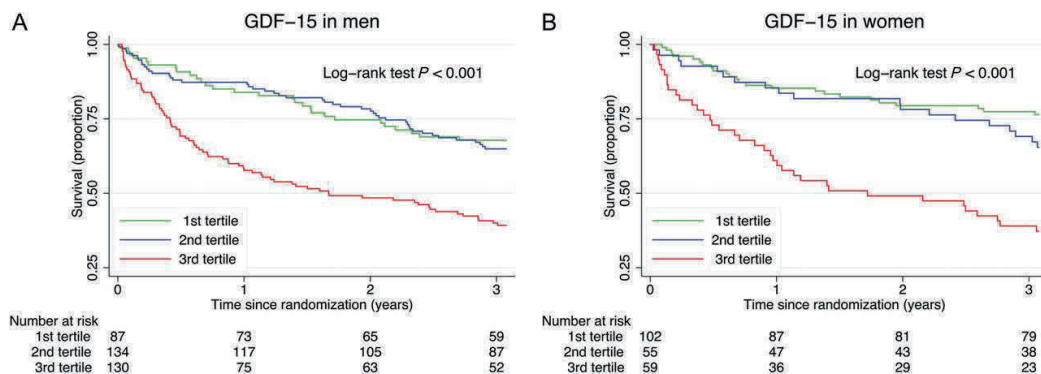 A
GDF-15 in men
Log-rank test P < 0.001
Survival (proportion)
1.00
0.75
0.50
0.25
1st tertile
2nd tertile
3rd tertile
0 1 2 3
Time since randomization (years)
Number at risk
1st tertile 87 73 65 59
2nd tertile 134 117 105 87
3rd tertile 130 75 63 52
B
GDF-15 in women
Log-rank test P < 0.001
Survival (proportion)
1.00
0.75
0.50
0.25
1st tertile
2nd tertile
3rd tertile
0 1 2 3
Time since randomization (years)
Number at risk
1st tertile 102 87 81 79
2nd tertile 55 47 43 38
3rd tertile 59 36 29 23